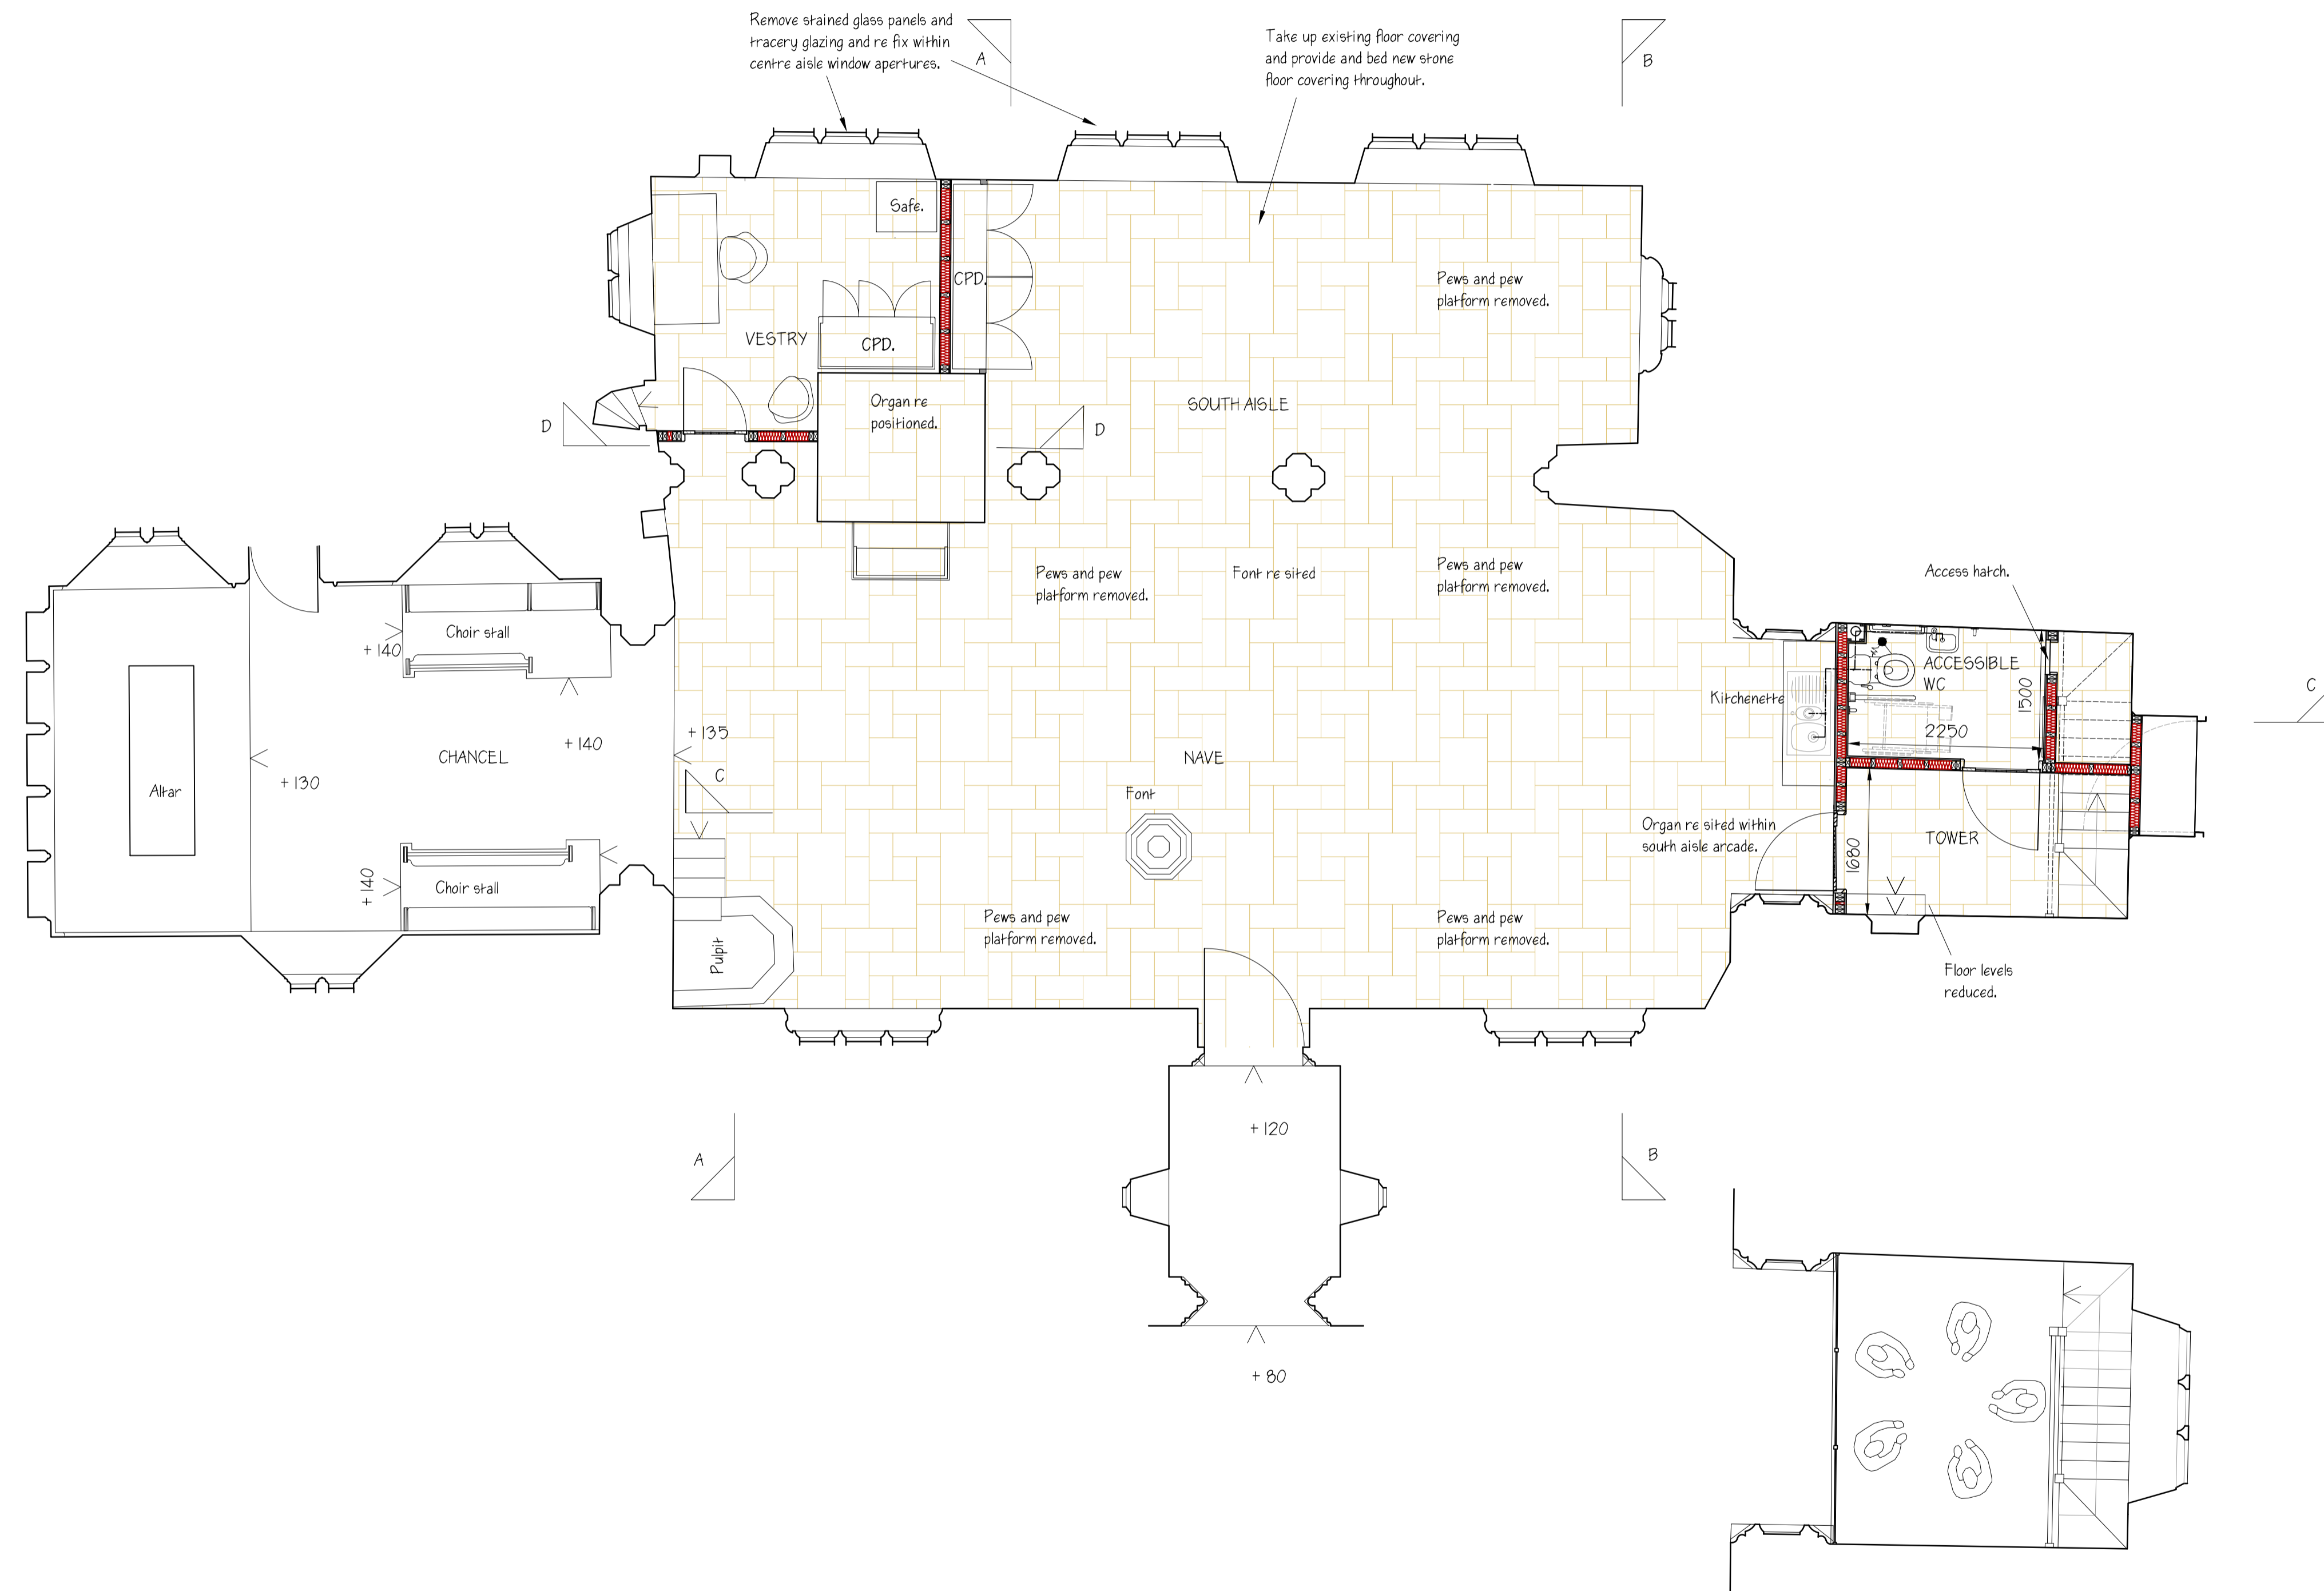 Remove stained glass panels and
tracery glazing and re fix within
centre aisle window apertures.
A
Take up existing floor covering
and provide and bed new stone
floor covering throughout.
B
Safe.
CPD.
Pews and pew
platform removed.
VESTRY
CPD.
Organ re
positioned.
SOUTH AISLE
D
D
Pews and pew
platform removed.
Font re sited
Pews and pew
platform removed.
Access hatch.
Choir stall
+ 140
ACCESSIBLE
WC
1500
C
Kitchenette
2250
+ 135
+ 140
CHANCEL
NAVE
C
+ 130
Altar
Font
Organ re sited within
south aisle arcade.
TOWER
1680
+ 140
Choir stall
Pews and pew
platform removed.
Pews and pew
platform removed.
Pulpit
Floor levels
reduced.
+ 120
A
B
+ 80